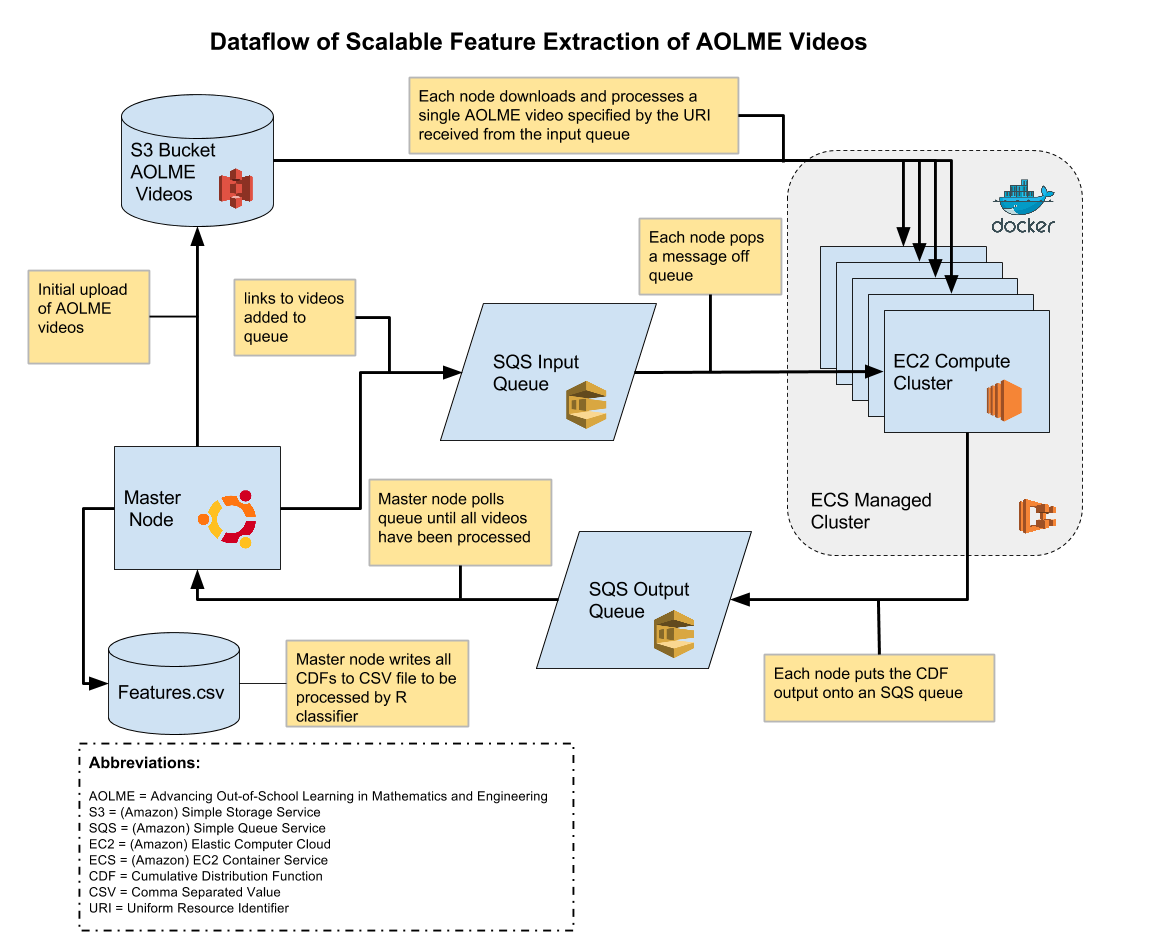 Dataflow of Scalable Feature Extraction of AOLME Videos
Each node downloads and processes a
single AOLME video specified by the URI
received from the input queue
S3 Bucket
AOLME
Videos
docker
Each node pops
a message off
queue
Initial upload
of AOLME
videos
links to videos
added to
queue
SQS Input
Queue
EC2 Compute
Cluster
Master
Node
Master node polls
queue until all videos
have been processed
ECS Managed
Cluster
SQS Output
Queue
Features.csv
Master node writes all
CDFs to CSV file to be
processed by R
classifier
Each node puts the CDF
output onto an SQS queue
Abbreviations:
AOLME = Advancing Out-of-School Learning in Mathematics and Engineering
S3 = (Amazon) Simple Storage Service
SQS = (Amazon) Simple Queue Service
EC2 = (Amazon) Elastic Computer Cloud
ECS = (Amazon) EC2 Container Service
CDF = Cumulative Distribution Function
CSV = Comma Separated Value
URI = Uniform Resource Identifier